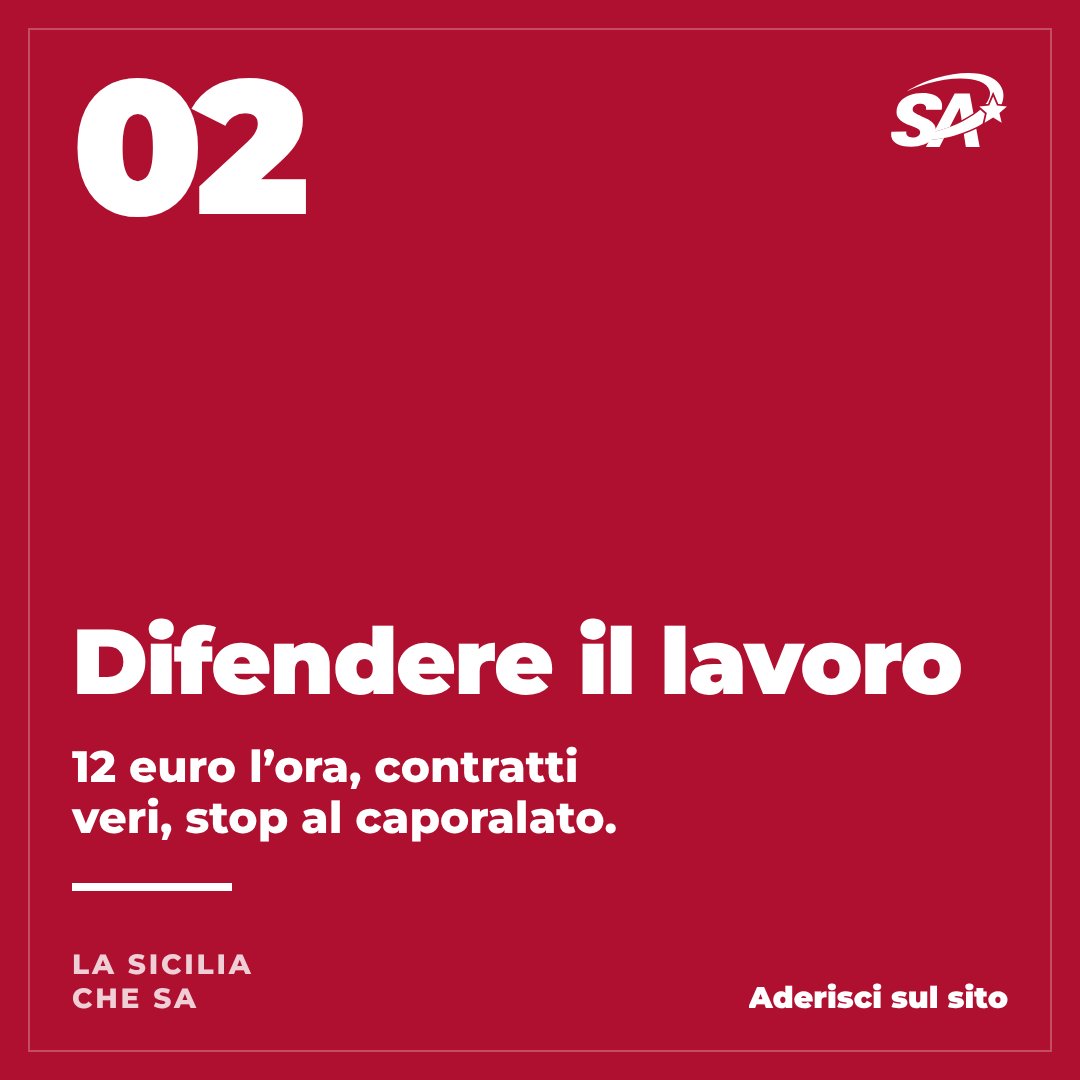 02
SA
Difendere il lavoro
12 euro l’ora, contratti
veri, stop al caporalato.
LA SICILIA
CHE SA
Aderisci sul sito